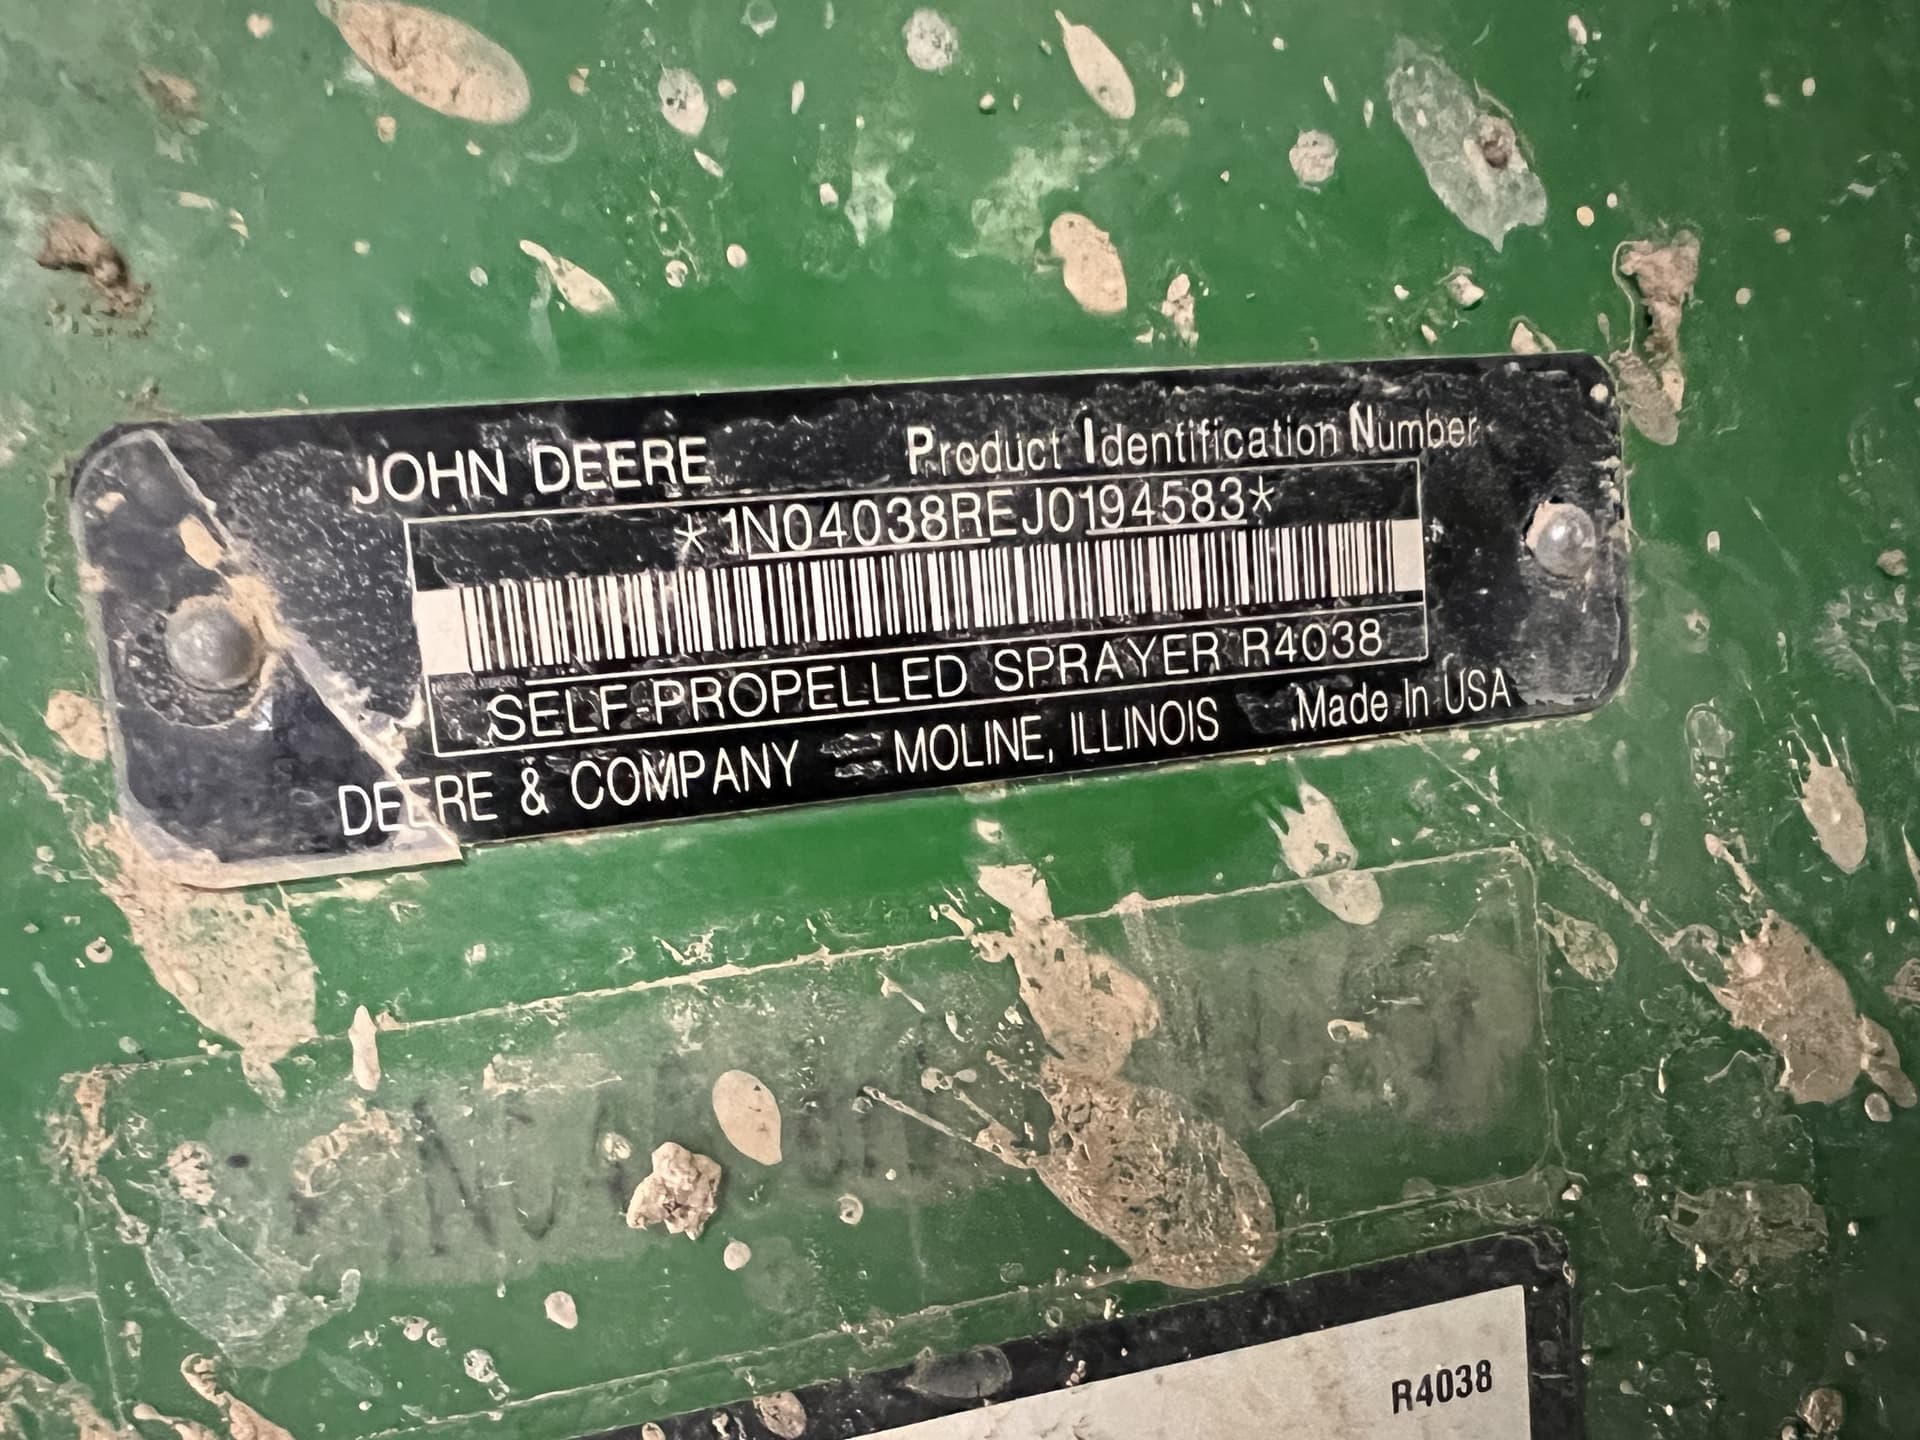 JOHN DEERE Product Identification Number
*1N04038REJ0194583*
SELF-PROPELLED SPRAYER R4038
DEERE & COMPANY MOLINE, ILLINOIS Made In USA
R4038